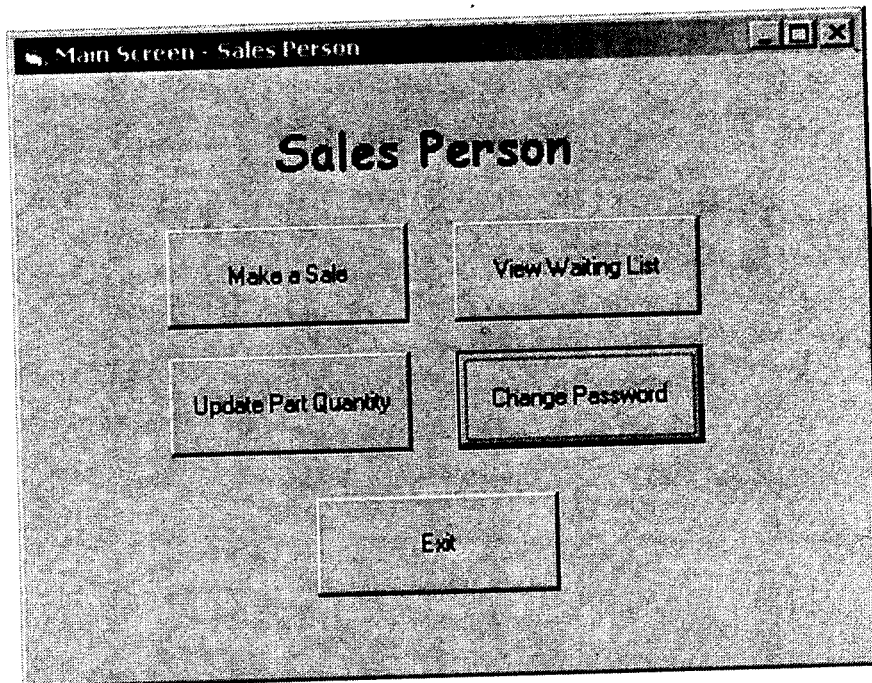 Main Screen - Sales Person
Sales Person
Make a Sale
View Waiting List
Update Part Quantity
Change Password
Exit